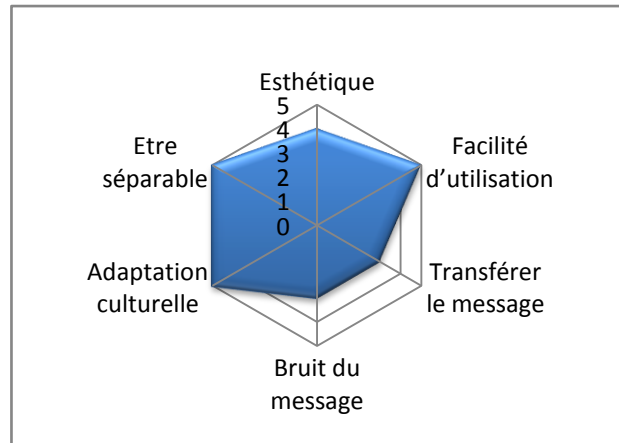 Esthétique
5
4
3
2
1
0
Facilité
d’utilisation
Transférer
le message
Bruit du
message
Adaptation
culturelle
Etre
séparable